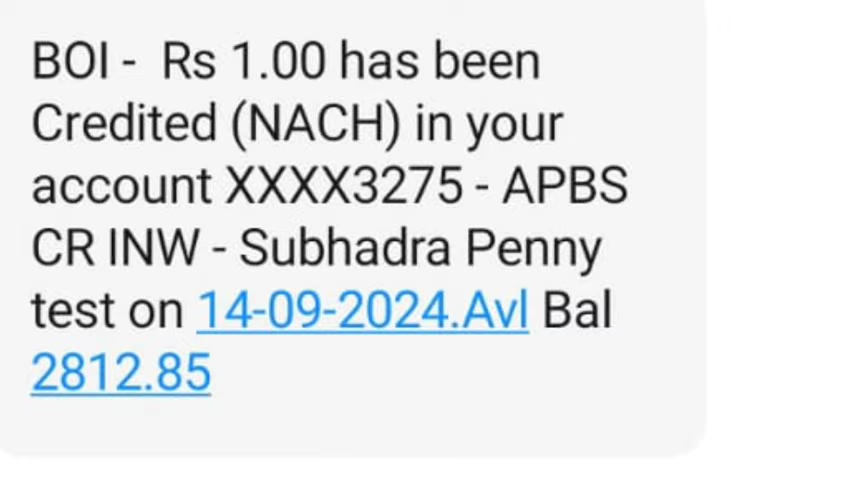 BOI -  Rs 1.00 has been
Credited (NACH) in your
account XXXX3275 - APBS
CR INW - Subhadra Penny
test on 14-09-2024.Avl Bal
2812.85